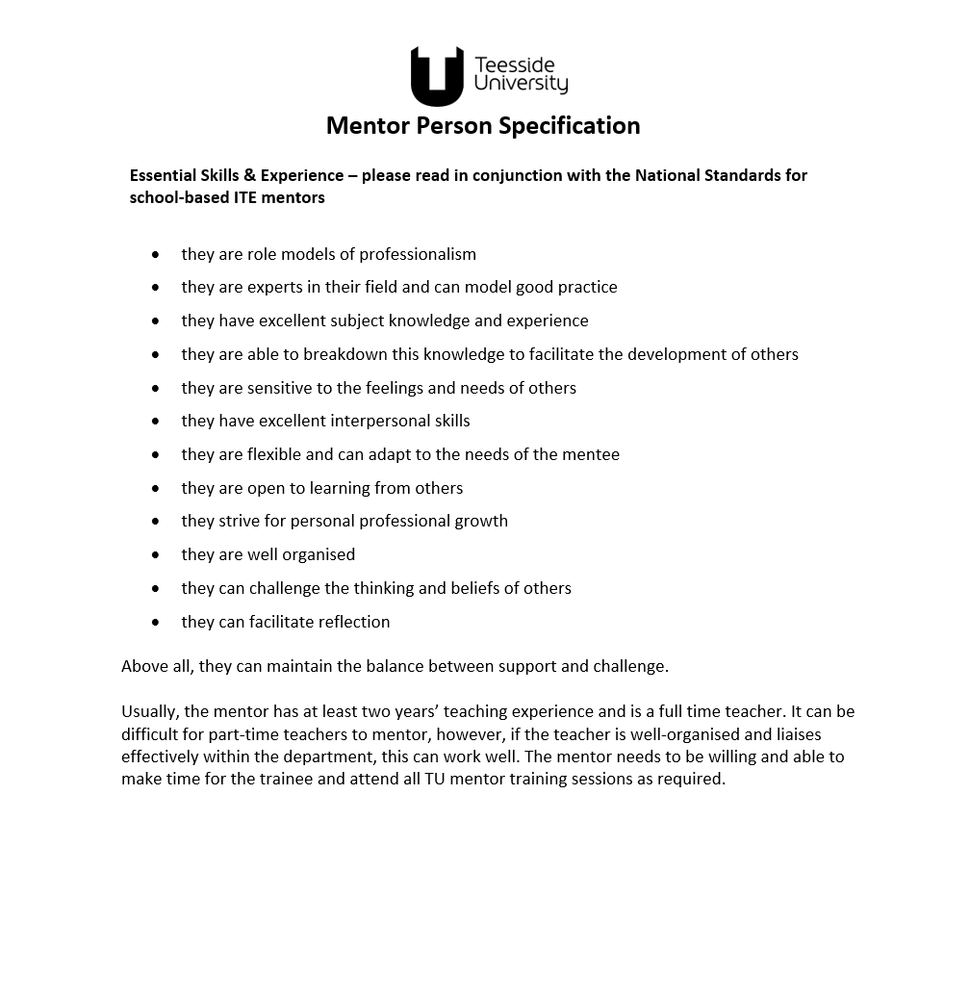 Teesside
University
Mentor Person Specification
Essential Skills & Experience – please read in conjunction with the National Standards for
school-based ITE mentors
• they are role models of professionalism
• they are experts in their field and can model good practice
• they have excellent subject knowledge and experience
• they are able to breakdown this knowledge to facilitate the development of others
• they are sensitive to the feelings and needs of others
• they have excellent interpersonal skills
• they are flexible and can adapt to the needs of the mentee
• they are open to learning from others
• they strive for personal professional growth
• they are well organised
• they can challenge the thinking and beliefs of others
• they can facilitate reflection
Above all, they can maintain the balance between support and challenge.
Usually, the mentor has at least two years’ teaching experience and is a full time teacher. It can be
difficult for part-time teachers to mentor, however, if the teacher is well-organised and liaises
effectively within the department, this can work well. The mentor needs to be willing and able to
make time for the trainee and attend all TU mentor training sessions as required.